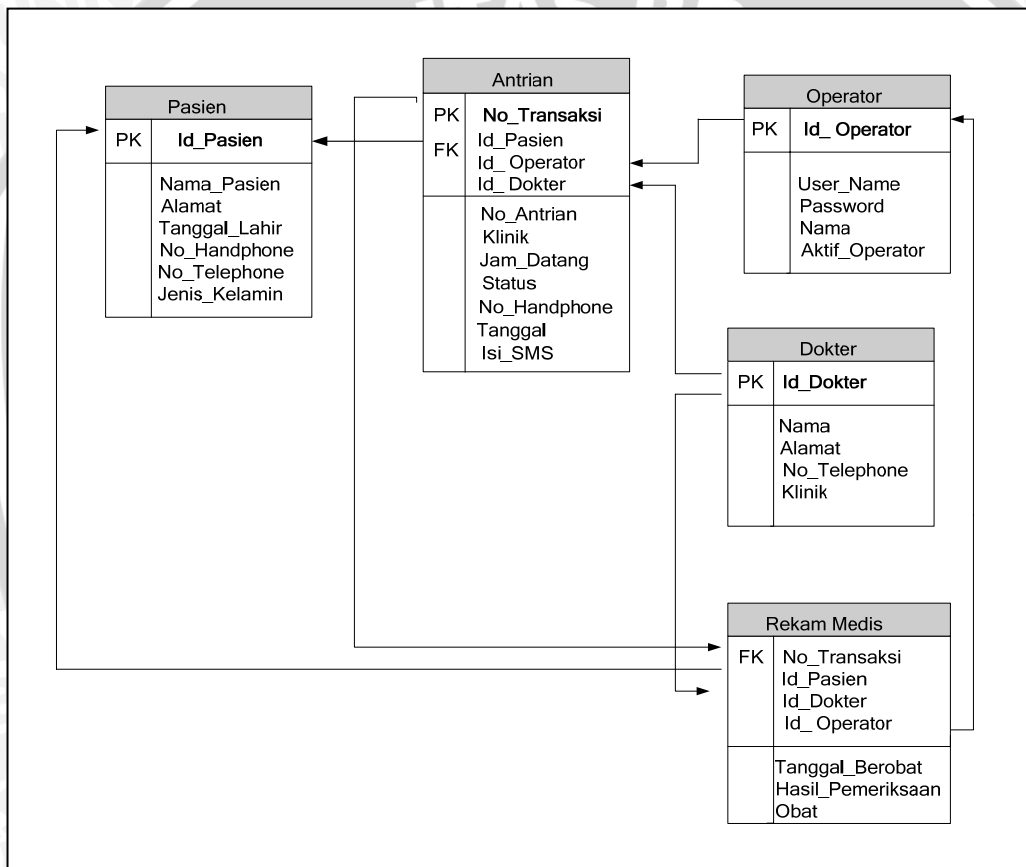 Pasien
PK Id_Pasien
Nama_Pasien
Alamat
Tanggal_Lahir
No_Handphone
No_Telephone
Jenis_Kelamin
Antrian
PK No_Transaksi
FK Id_Pasien
Id_ Operator
Id_ Dokter
No_Antrian
Klinik
Jam_Datang
Status
No_Handphone
Tanggal
Isi_SMS
Operator
PK Id_ Operator
User_Name
Password
Nama
Aktif_Operator
Dokter
PK Id_Dokter
Nama
Alamat
No_Telephone
Klinik
Rekam Medis
FK No_Transaksi
Id_Pasien
Id_Dokter
Id_ Operator
Tanggal_Berobat
Hasil_Pemeriksaan
Obat